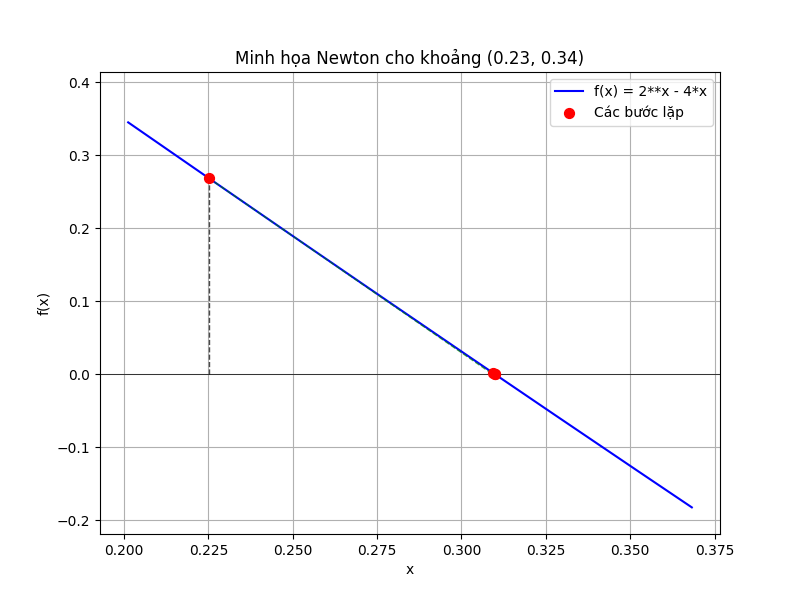 Minh họa Newton cho khoảng (0.23, 0.34)
f(x) = 2**x - 4*x
Các bước lặp
0.4
0.3
0.2
0.1
0.0
−0.1
−0.2
f(x)
0.200 0.225 0.250 0.275 0.300 0.325 0.350 0.375
x